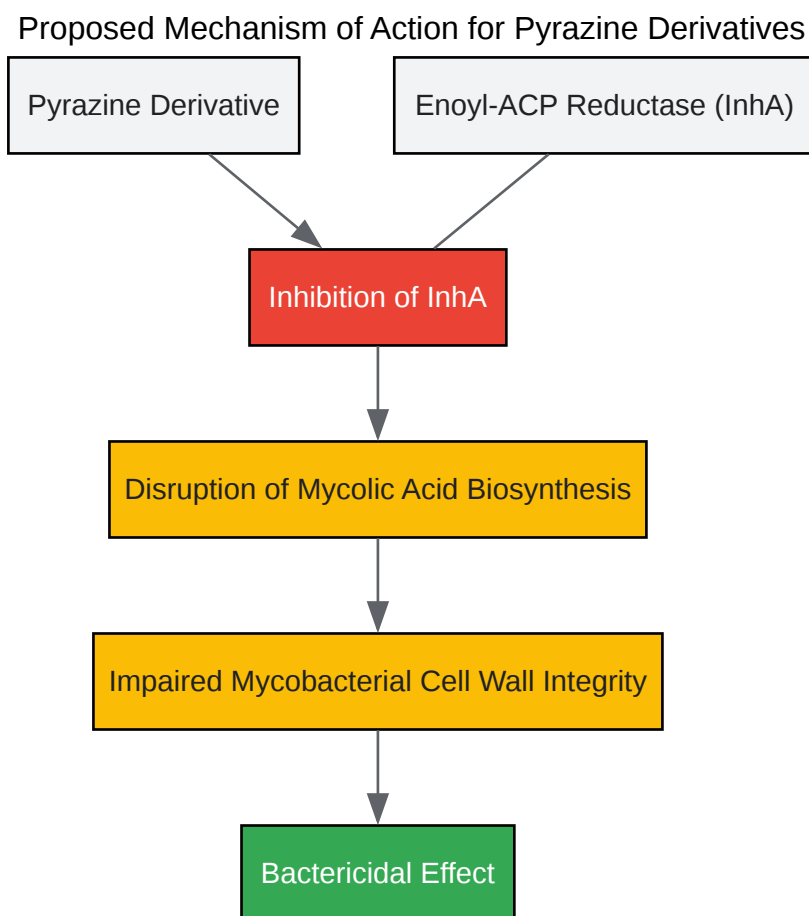 Proposed Mechanism of Action for Pyrazine Derivatives
Pyrazine Derivative
Enoyl-ACP Reductase (InhA)
Inhibition of InhA
Disruption of Mycolic Acid Biosynthesis
Impaired Mycobacterial Cell Wall Integrity
Bactericidal Effect